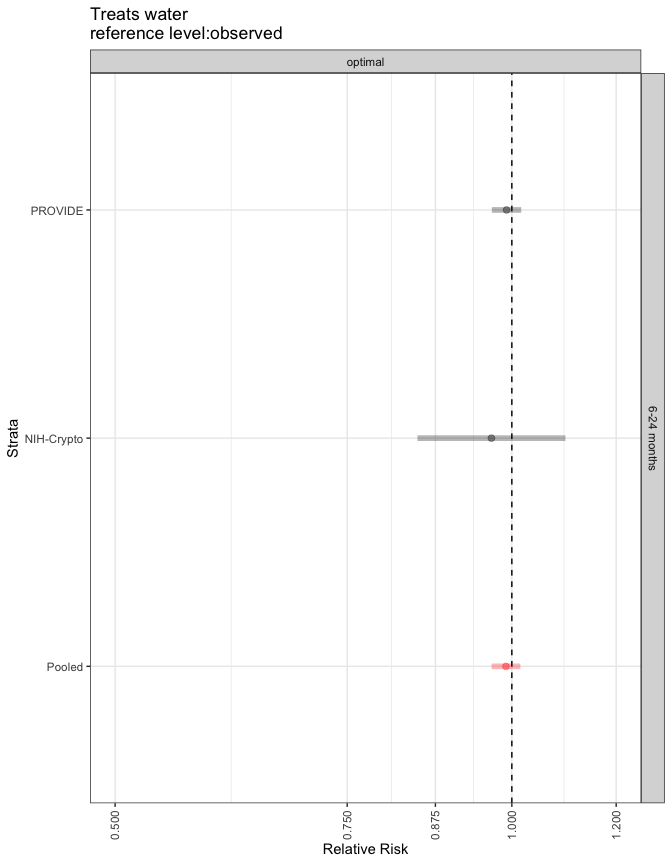 Treats water
reference level:observed
optimal
PROVIDE
NIH-Crypto
Pooled
Strata
6-24 months
0.500
0.750
0.875
1.000
1.200
Relative Risk